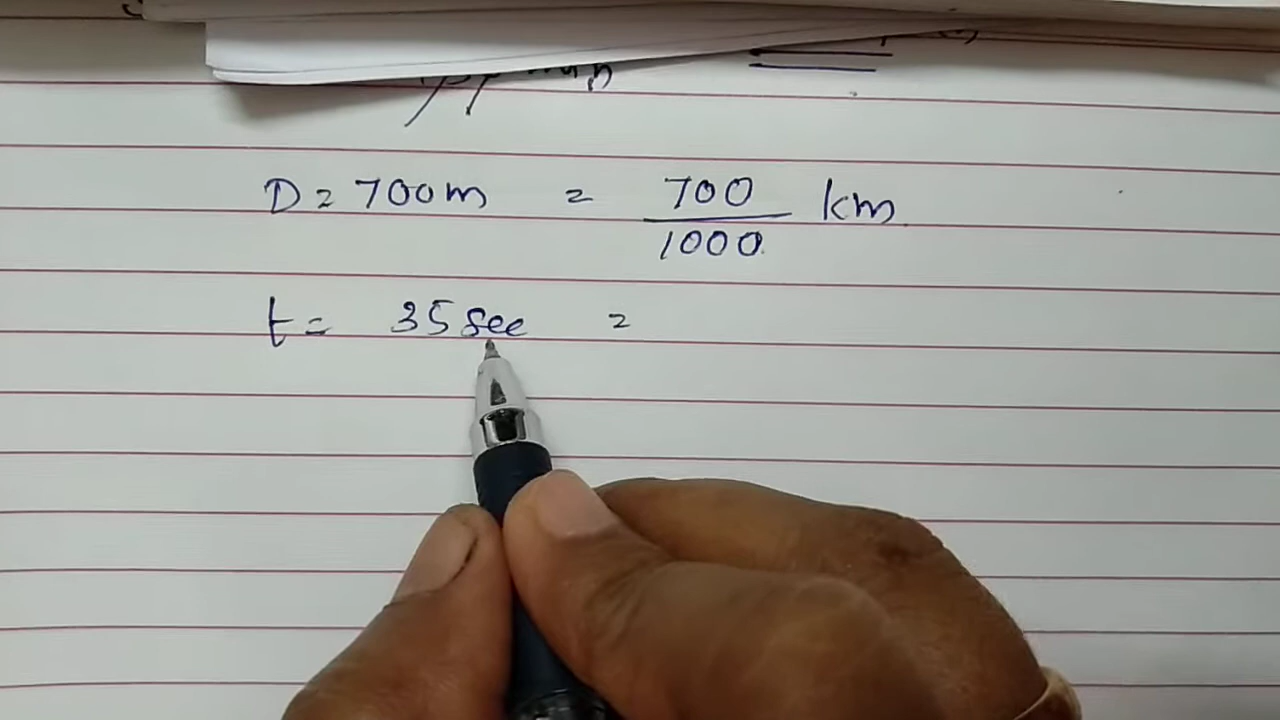 D = 700m = 700/1000 km
t = 35 sec =